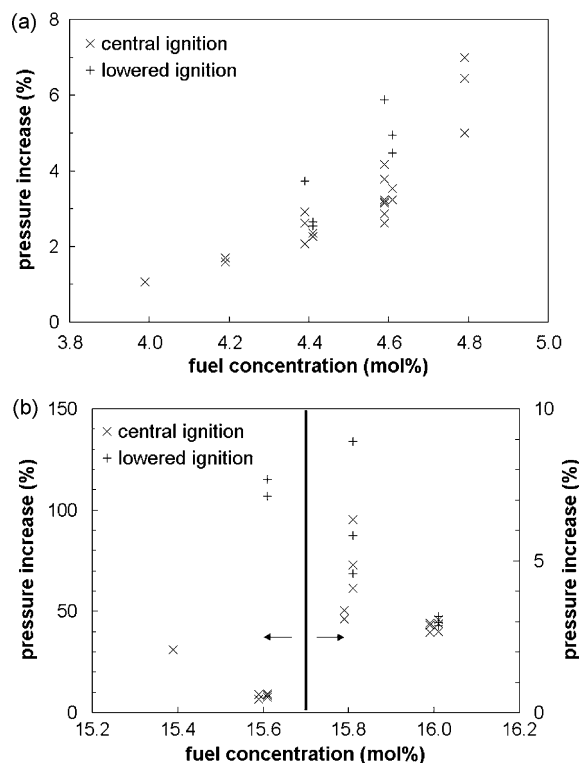 (a)
× central ignition
+ lowered ignition
pressure increase (%)
8
6
4
2
0
3.8 4.0 4.2 4.4 4.6 4.8 5.0
fuel concentration (mol%)
(b)
× central ignition
+ lowered ignition
pressure increase (%)
150
100
50
0
10
5
0
pressure increase (%)
15.2 15.4 15.6 15.8 16.0 16.2
fuel concentration (mol%)